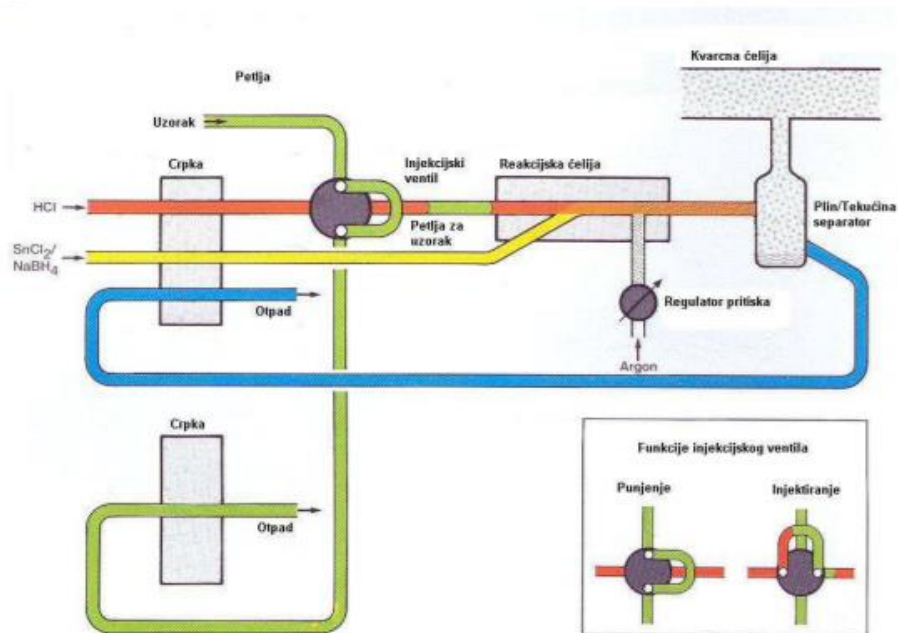 Petlja
Kvarcna ćelija
Uzorak
Crpka
Injekcijski
ventil
Reakcijska ćelija
HCl
Petlja za
uzorak
Plin/Tekućina
separator
SnCl₂/
NaBH₄
Otpad
Regulator pritiska
Argon
Crpka
Otpad
Funkcije injekcijskog ventila
Punjenje
Injektiranje